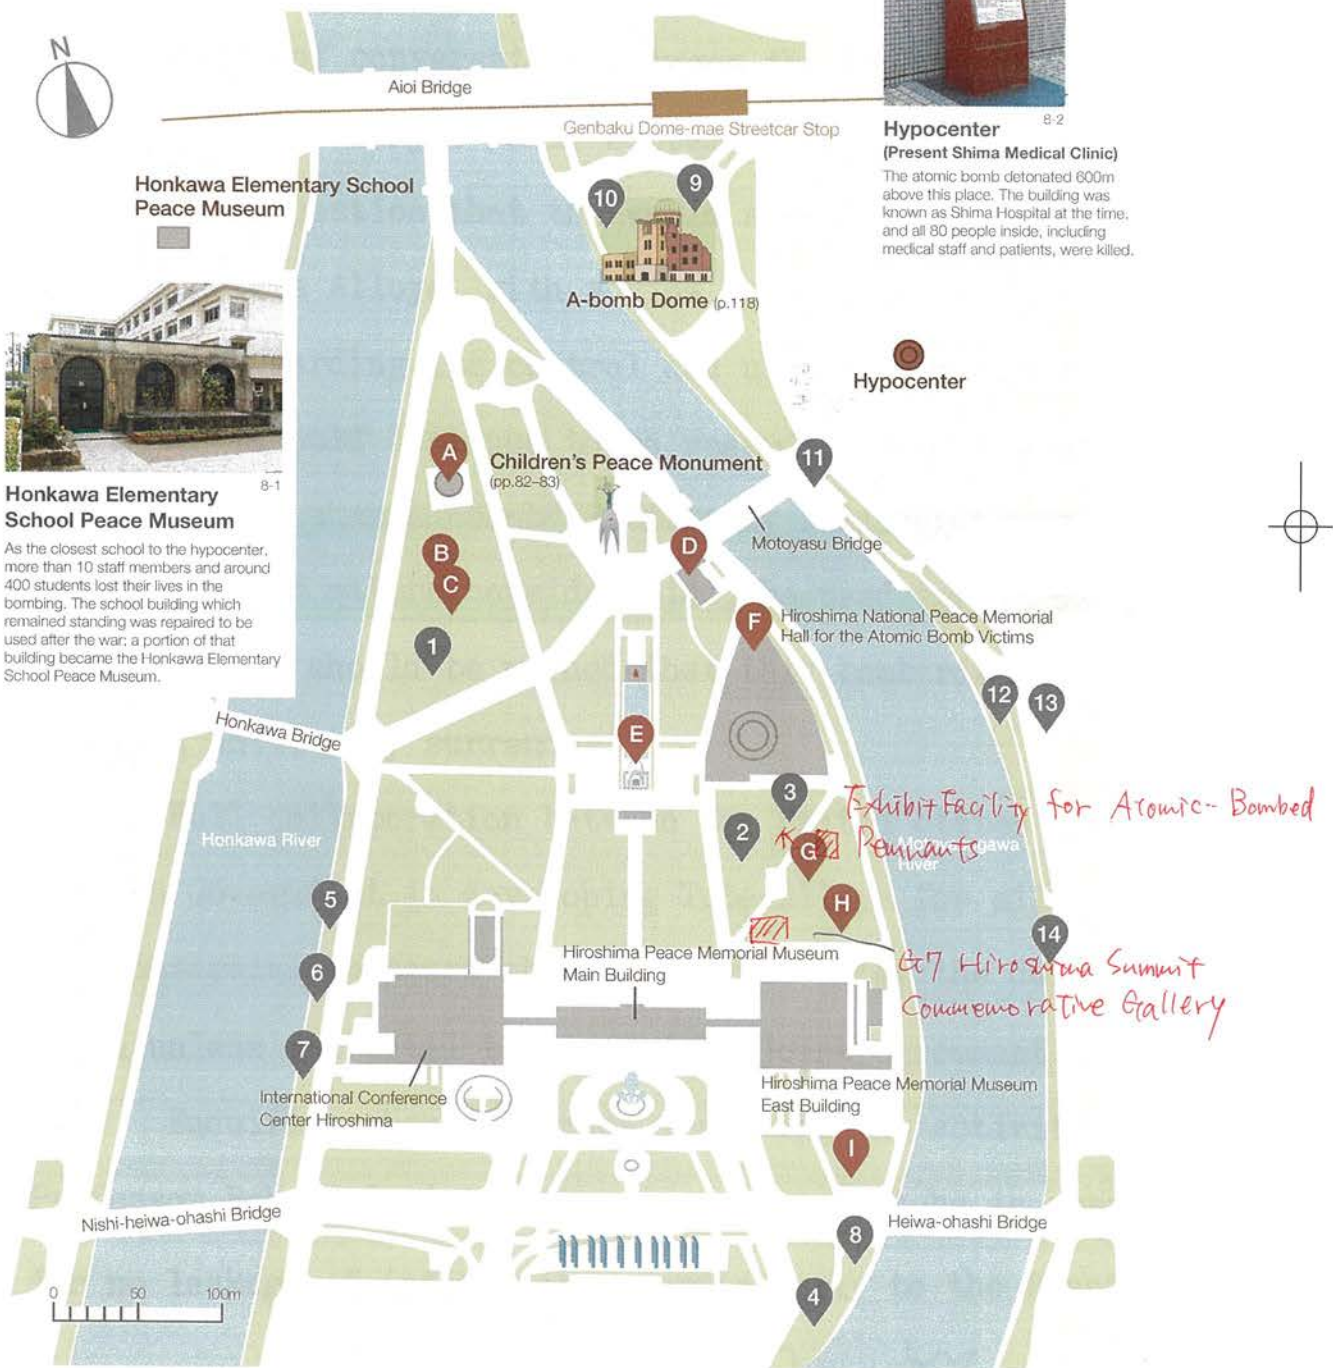 N
Aioi Bridge
Genbaku Dome-mae Streetcar Stop
8-2
Hypocenter
(Present Shima Medical Clinic)
The atomic bomb detonated 600m
above this place. The building was
known as Shima Hospital at the time,
and all 80 people inside, including
medical staff and patients, were killed.
Honkawa Elementary School
Peace Museum
10
9
A-bomb Dome (p.118)
Hypocenter
8-1
Honkawa Elementary
School Peace Museum
As the closest school to the hypocenter,
more than 10 staff members and around
400 students lost their lives in the
bombing. The school building which
remained standing was repaired to be
used after the war; a portion of that
building became the Honkawa Elementary
School Peace Museum.
A
Children's Peace Monument
(pp.82–83)
11
B
C
D
Motoyasu Bridge
1
F
Hiroshima National Peace Memorial
Hall for the Atomic Bomb Victims
12
13
Honkawa Bridge
E
3
Exhibit Facility for Atomic-Bombed
Remnants
2
G
River
Honkawa River
5
H
14
Hiroshima Peace Memorial Museum
Main Building
G7 Hiroshima Summit
Commemorative Gallery
6
7
International Conference
Center Hiroshima
Hiroshima Peace Memorial Museum
East Building
I
Nishi-heiwa-ohashi Bridge
Heiwa-ohashi Bridge
8
4
0 50 100m